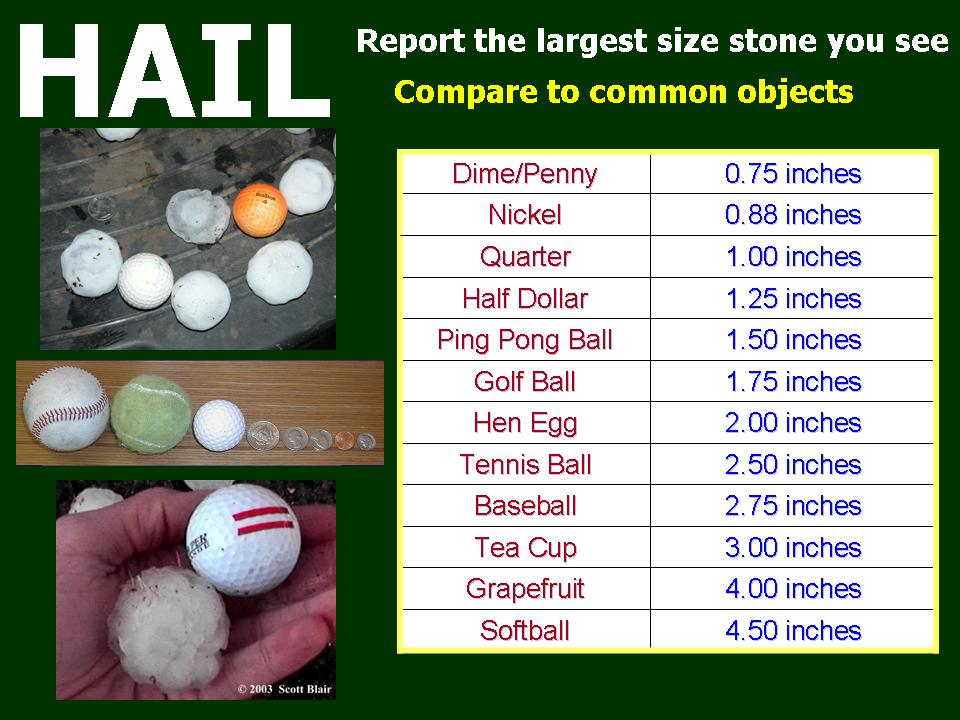 HAIL
Report the largest size stone you see
Compare to common objects
Dime/Penny 0.75 inches
Nickel 0.88 inches
Quarter 1.00 inches
Half Dollar 1.25 inches
Ping Pong Ball 1.50 inches
Golf Ball 1.75 inches
Hen Egg 2.00 inches
Tennis Ball 2.50 inches
Baseball 2.75 inches
Tea Cup 3.00 inches
Grapefruit 4.00 inches
Softball 4.50 inches
© 2003 Scott Blair